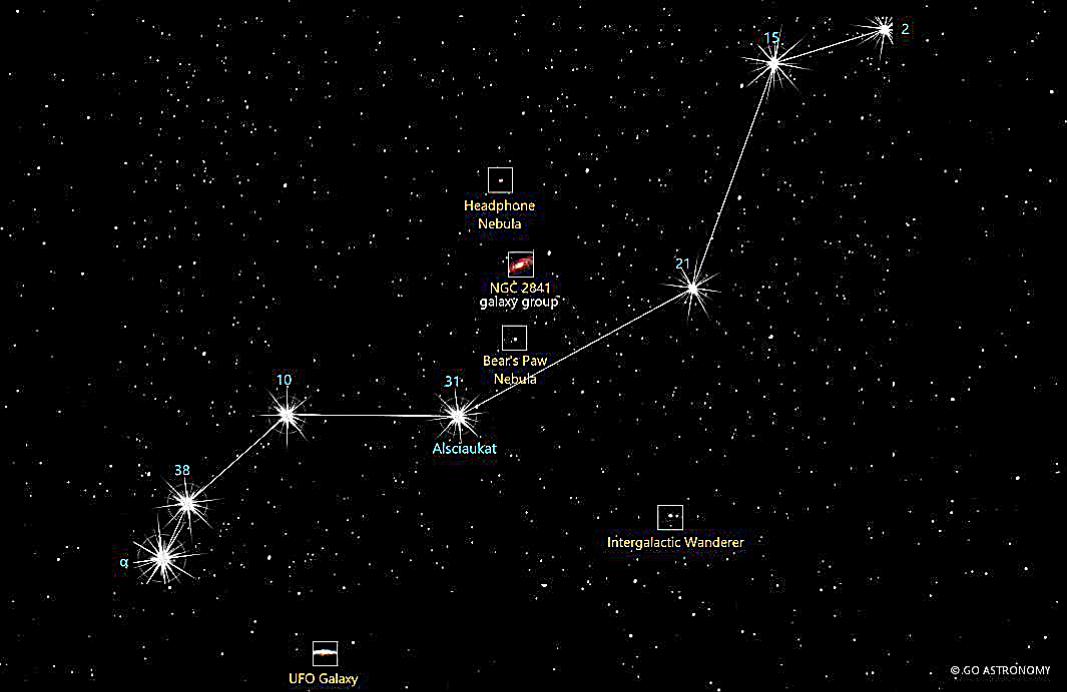 15
2
Headphone
Nebula
21
NGC 2841
galaxy group
Bear's Paw
Nebula
10
31
Alsciaukat
38
Intergalactic Wanderer
α
UFO Galaxy
© GO ASTRONOMY